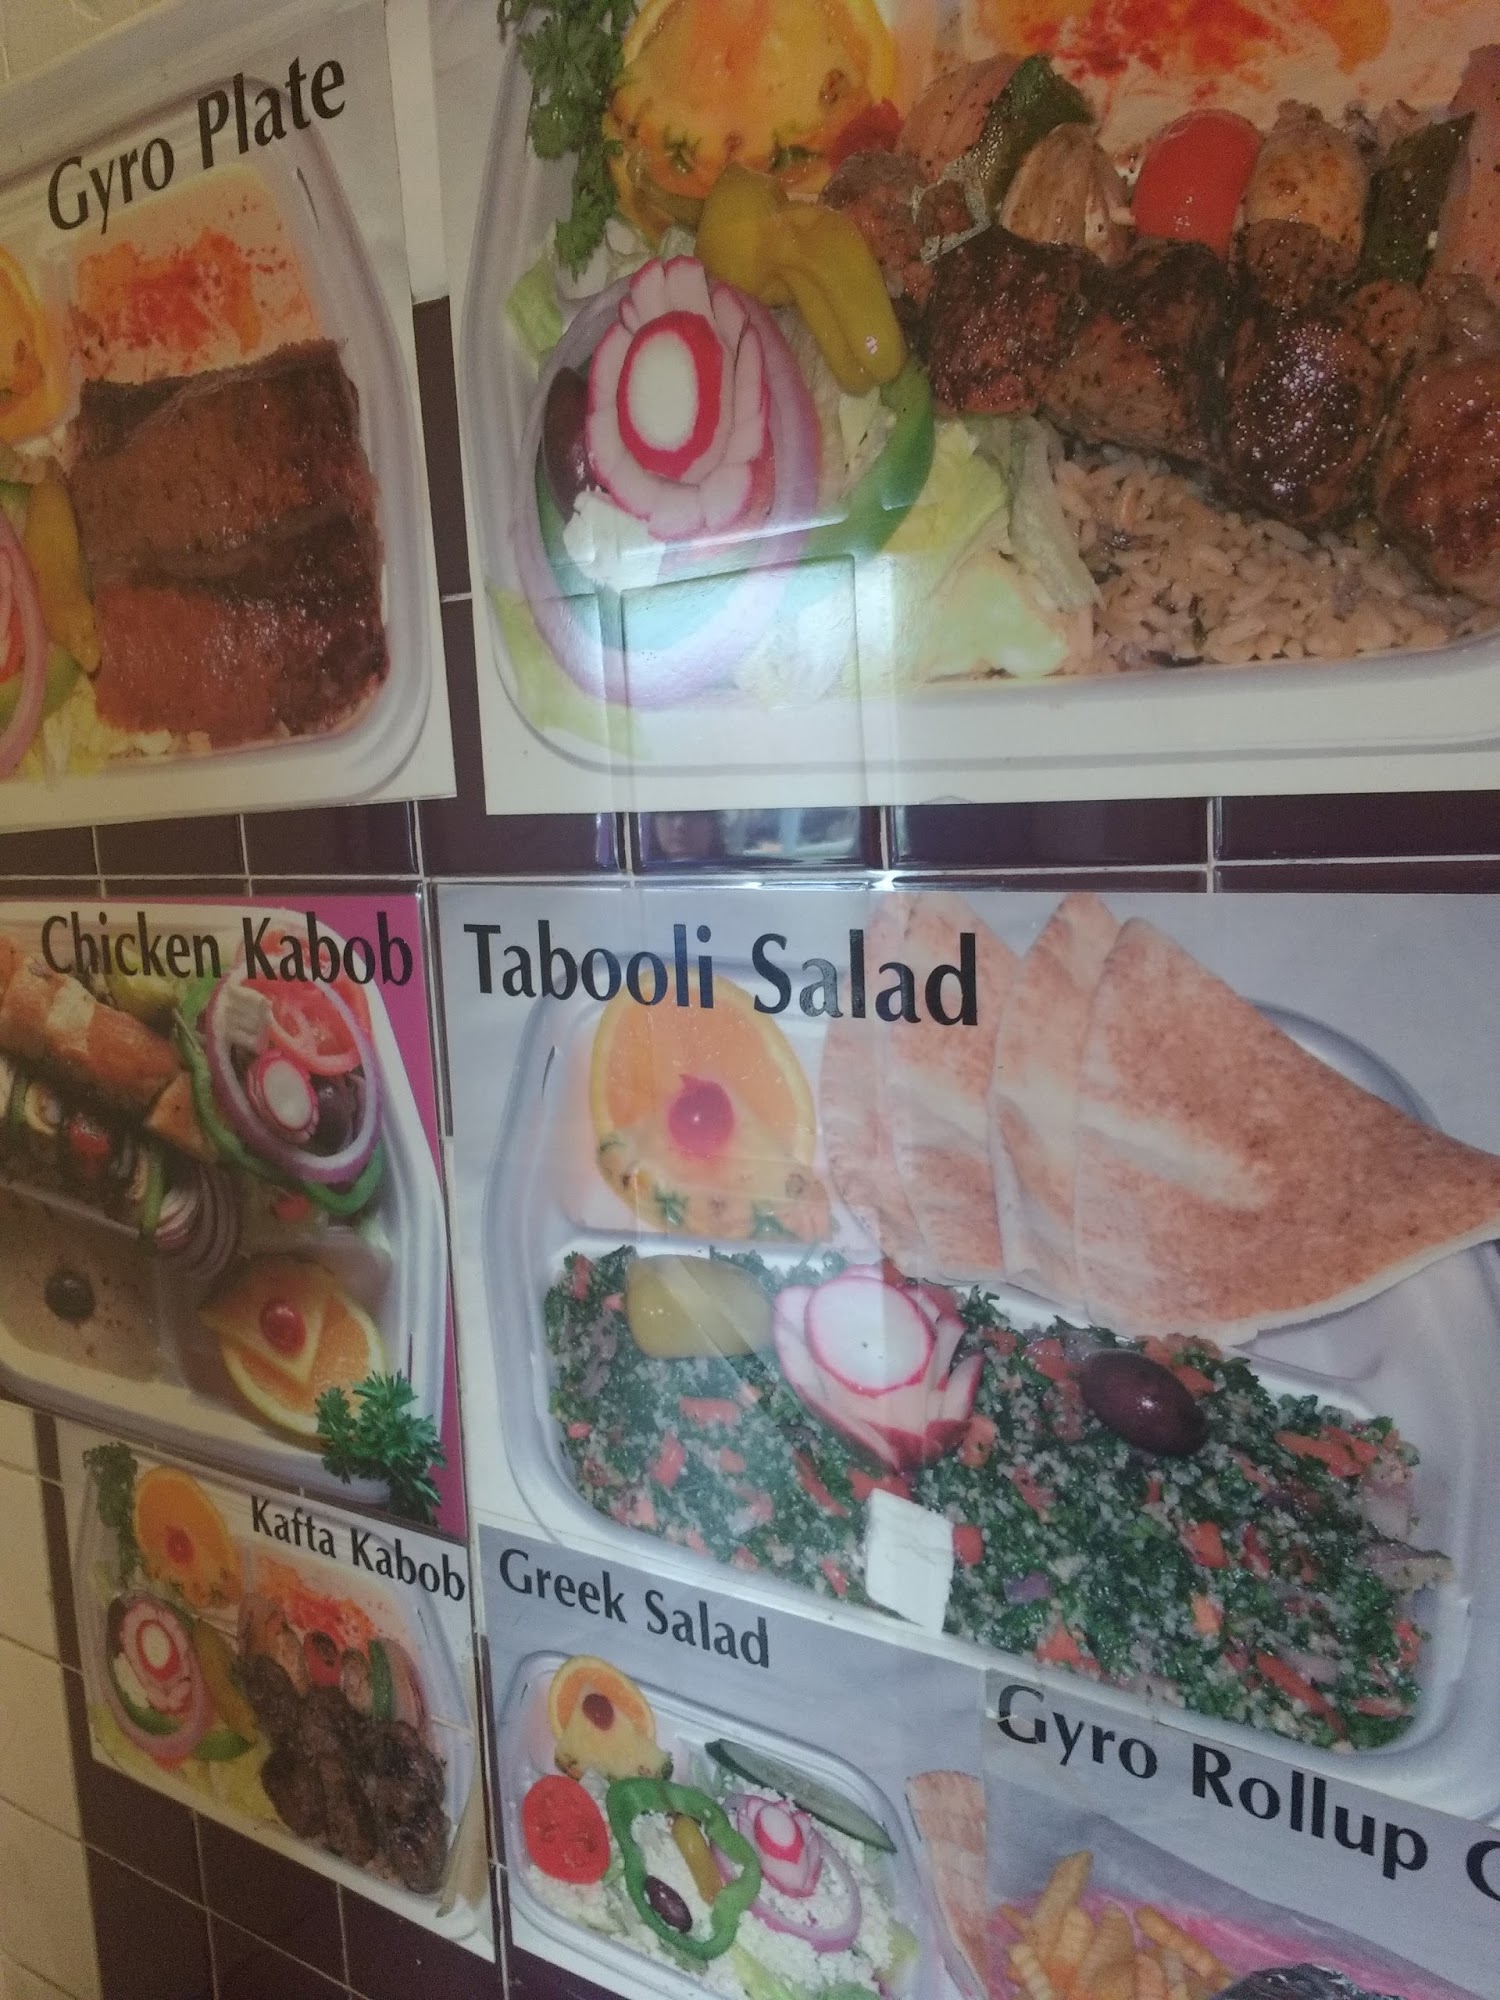 Gyro Plate
Chicken Kabob
Tabooli Salad
Kafta Kabob
Greek Salad
Gyro Rollup